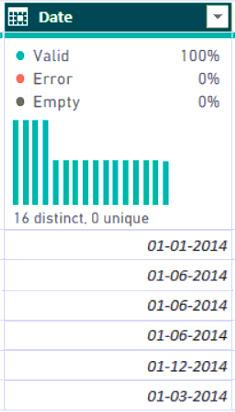 Date
Valid 100%
Error 0%
Empty 0%
16 distinct, 0 unique
01-01-2014
01-06-2014
01-06-2014
01-06-2014
01-12-2014
01-03-2014